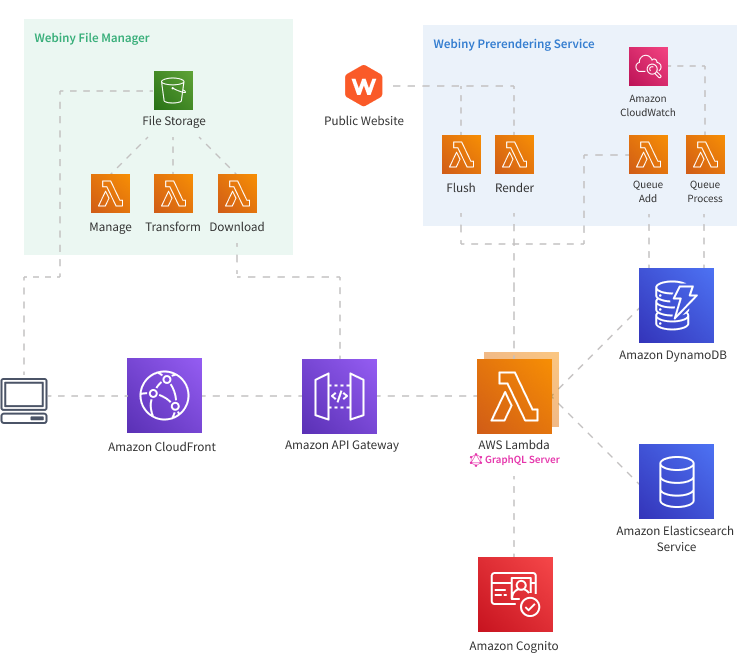 Webiny File Manager
File Storage
Manage
Transform
Download
W
Public Website
Webiny Prerendering Service
Amazon
CloudWatch
Flush
Render
Queue
Add
Queue
Process
Amazon DynamoDB
Amazon CloudFront
</>
Amazon API Gateway
AWS Lambda
GraphQL Server
Amazon Elasticsearch
Service
Amazon Cognito